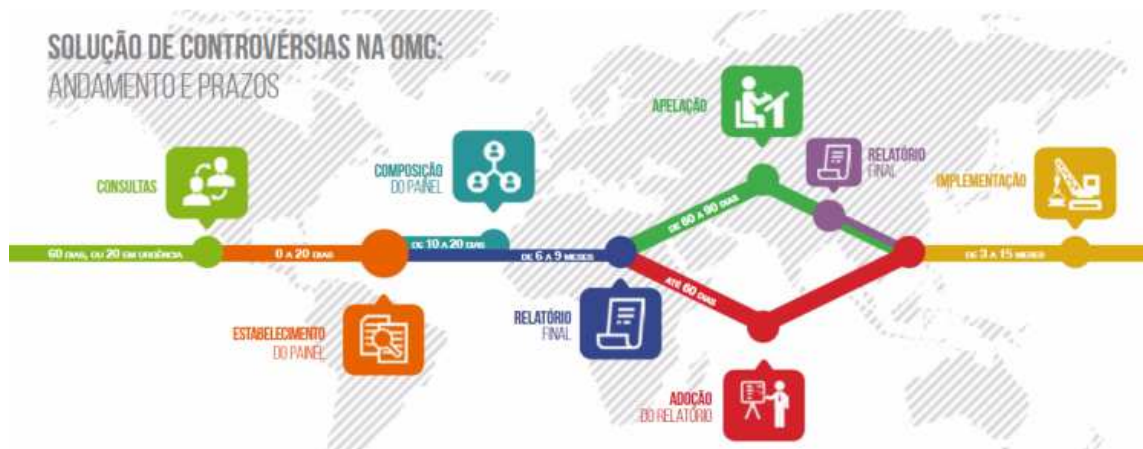 SOLUÇÃO DE CONTROVÉRSIAS NA OMC:
ANDAMENTO E PRAZOS
CONSULTAS
60 DIAS, OU 20 EM URGÊNCIA
0 A 20 DIAS
ESTABELECIMENTO
DO PAINEL
COMPOSIÇÃO
DO PAINEL
DE 10 A 20 DIAS
DE 6 A 9 MESES
RELATÓRIO
FINAL
APELAÇÃO
DE 60 A 90 DIAS
RELATÓRIO
FINAL
ATÉ 60 DIAS
ADOÇÃO
DO RELATÓRIO
IMPLEMENTAÇÃO
DE 3 A 15 MESES